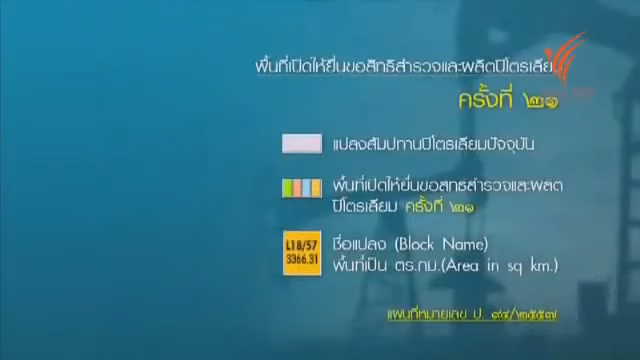 พื้นที่เปิดให้ยื่นขอสิทธิสำรวจและผลิตปิโตรเลียม
ครั้งที่ ๒๑
แปลงสัมปทานปิโตรเลียมปัจจุบัน
พื้นที่เปิดให้ยื่นขอสิทธิสำรวจและผลิต
ปิโตรเลียม ครั้งที่ ๒๑
L18/57
3366.31
ชื่อแปลง (Block Name)
พื้นที่เป็น ตร.กม.(Area in sq km.)
แผนที่หมายเลข ป. ๙๔/๒๕๕๗